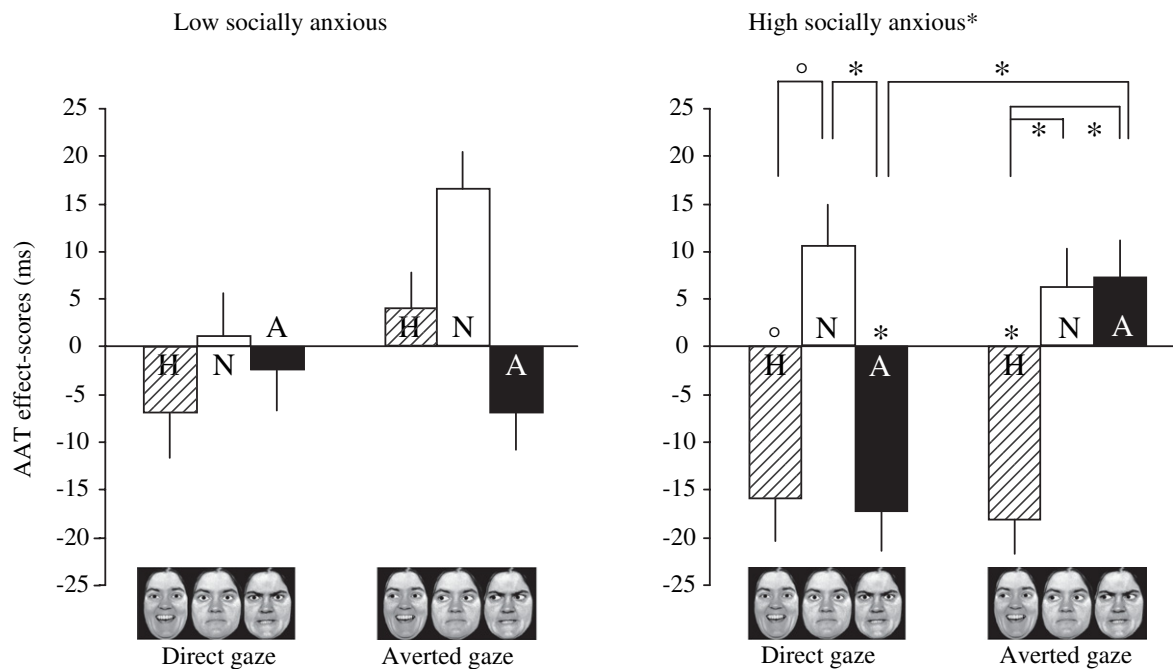 Low socially anxious
High socially anxious*
AAT effect-scores (ms)
25
20
15
10
5
0
-5
-10
-15
-20
-25
H
N
A
H
N
A
Direct gaze
Averted gaze
° * *
* *
25
20
15
10
5
0
-5
-10
-15
-20
-25
° * *
H
N
A
H
N
A
Direct gaze
Averted gaze